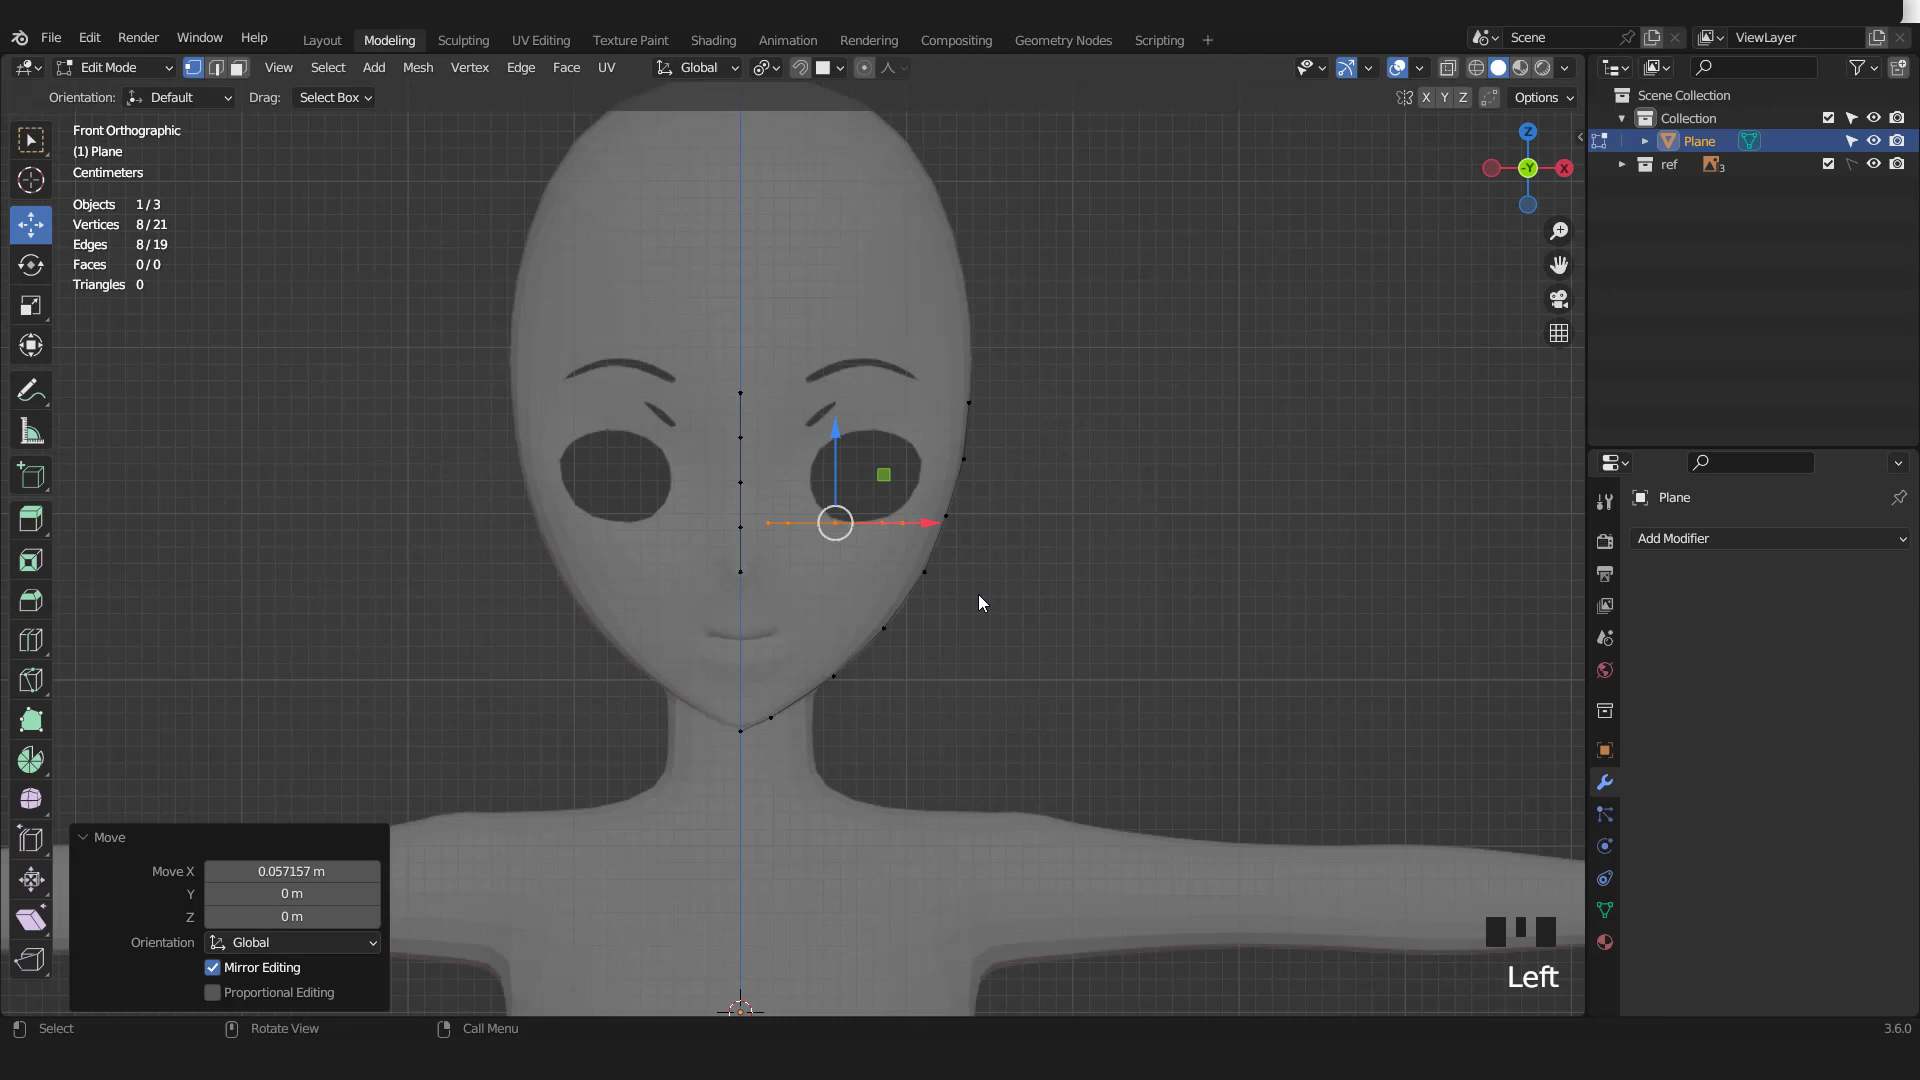 File Edit Render Window Help
Layout Modeling Sculpting UV Editing Texture Paint Shading Animation Rendering Compositing Geometry Nodes Scripting +
Scene
ViewLayer
Edit Mode
View Select Add Mesh Vertex Edge Face UV
Global
Orientation: Default Drag: Select Box
X Y Z Options
Front Orthographic
(1) Plane
Centimeters
Objects 1 / 3
Vertices 8 / 21
Edges 8 / 19
Faces 0 / 0
Triangles 0
Z
-Y
X
Scene Collection
Collection
Plane
ref 3
Plane
Add Modifier
Move
Move X 0.057157 m
Y 0 m
Z 0 m
Orientation Global
Mirror Editing
Proportional Editing
Left
Select Rotate View Call Menu
3.6.0